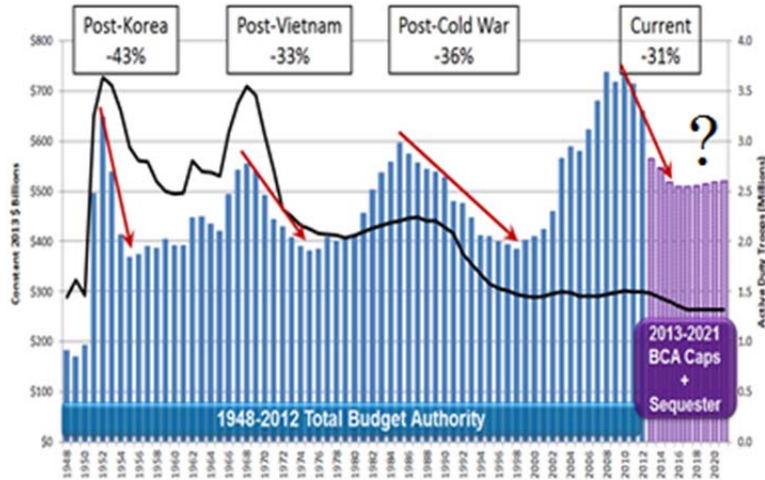 Post-Korea
-43%
Post-Vietnam
-33%
Post-Cold War
-36%
Current
-31%
?
Constant 2013 $ Billions
$800
$700
$600
$500
$400
$300
$200
$100
$0
4.0
3.5
3.0
2.5
2.0
1.5
1.0
0.5
0.0
Active Duty Troops (Millions)
2013-2021
BCA Caps
+
Sequester
1948-2012 Total Budget Authority
1948 1950 1952 1954 1956 1958 1960 1962 1964 1966 1968 1970 1972 1974 1976 1978 1980 1982 1984 1986 1988 1990 1992 1994 1996 1998 2000 2002 2004 2006 2008 2010 2012 2014 2016 2018 2020